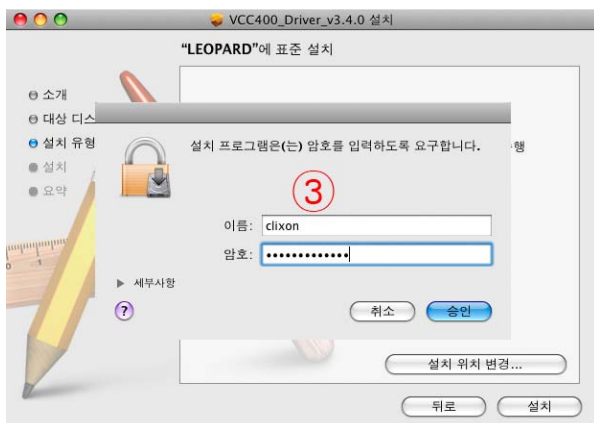 VCC400_Driver_v3.4.0 설치
“LEOPARD”에 표준 설치
소개
대상 디스
설치 유형
설치
요약
설치 프로그램은(는) 암호를 입력하도록 요구합니다.
행
③
이름: clixon
암호: •••••••••••••
세부사항
?
취소
승인
설치 위치 변경...
뒤로
설치
0 1